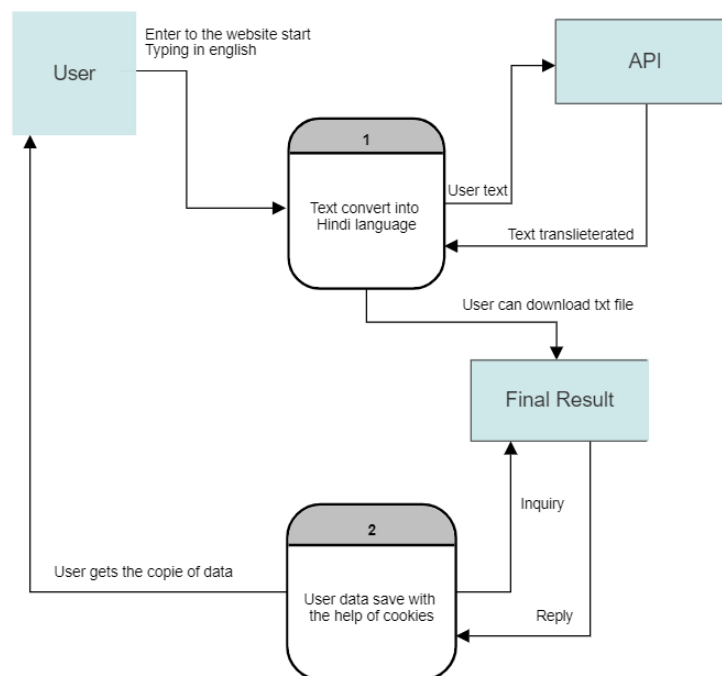 Enter to the website start
Typing in english
User
API
1
Text convert into
Hindi language
User text
Text translieterated
User can download txt file
Final Result
Inquiry
2
User gets the copie of data
User data save with
the help of cookies
Reply